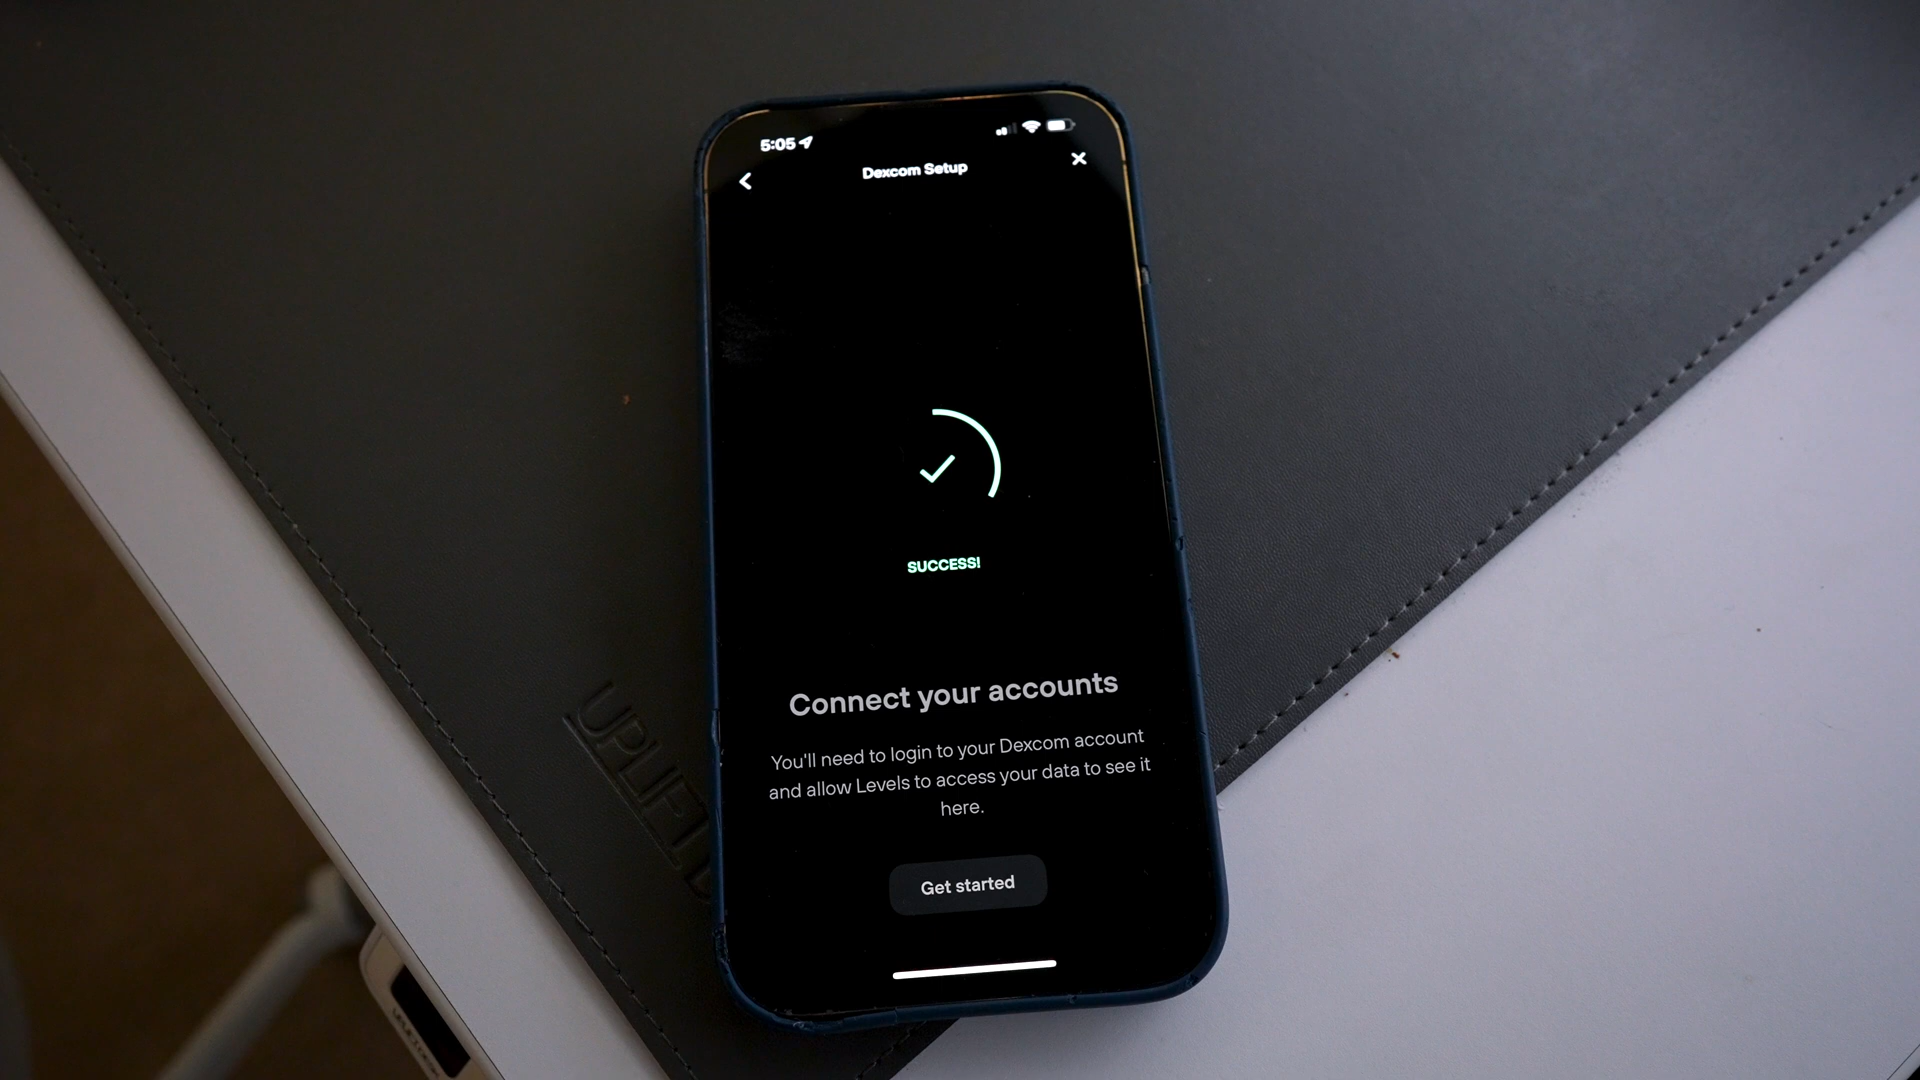 5:05
Dexcom Setup
SUCCESS!
Connect your accounts
You'll need to login to your Dexcom account
and allow Levels to access your data to see it
here.
Get started
UPLIFT